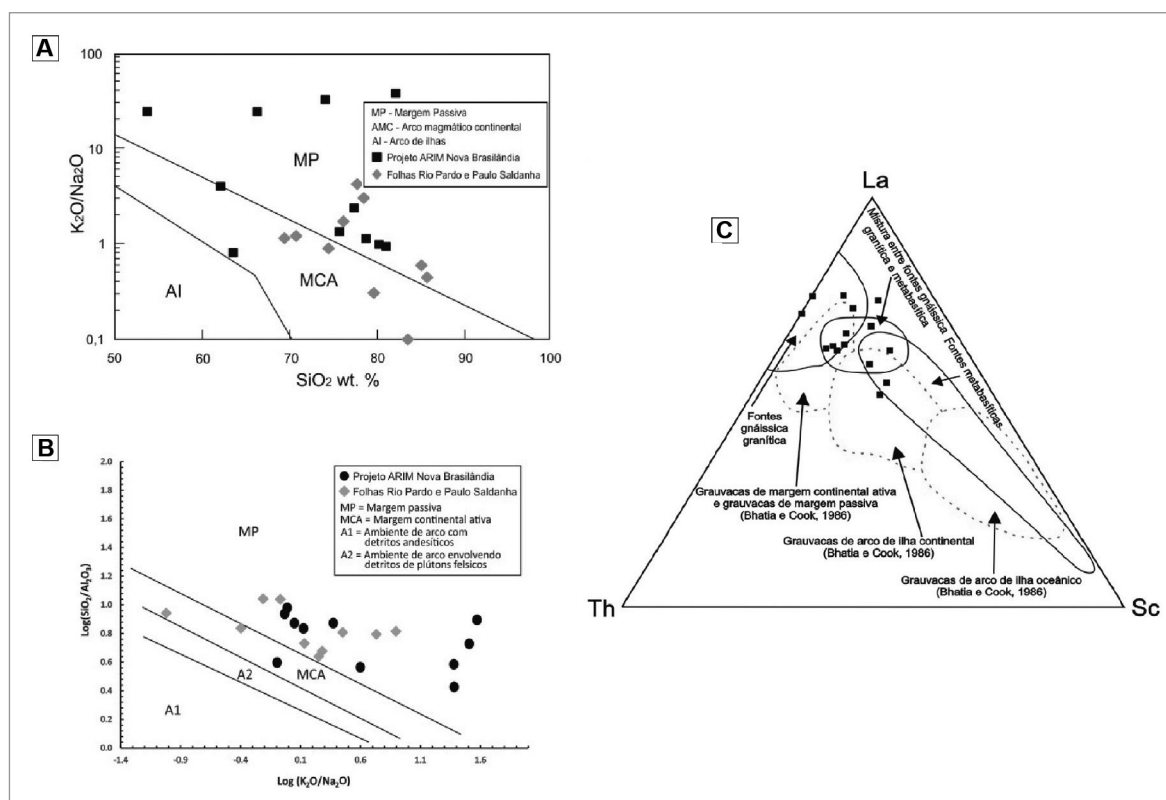 A
100
10
1
0,1
K₂O/Na₂O
50
60
70
80
90
100
SiO₂ wt. %
MP
MCA
AI
MP - Margem Passiva
AMC - Arco magmático continental
AI - Arco de ilhas
Projeto ARIM Nova Brasilândia
Folhas Rio Pardo e Paulo Saldanha
B
2.0
1.8
1.6
1.4
1.2
1.0
0.8
0.6
0.4
0.2
0.0
Log(SiO₂/Al₂O₃)
-1.4
-0.9
-0.4
0.1
0.6
1.1
1.6
Log (K₂O/Na₂O)
MP
MCA
A2
A1
Projeto ARIM Nova Brasilândia
Folhas Rio Pardo e Paulo Saldanha
MP = Margem passiva
MCA = Margem continental ativa
A1 = Ambiente de arco com
detritos andesíticos
A2 = Ambiente de arco envolvendo
detritos de plútons felsicos
C
La
Th
Sc
Mistura entre fontes gnáissica
granítica e metabasítica
Fontes metabasíticas
Fontes
gnáissica
granítica
Grauvacas de margem continental ativa
e grauvacas de margem passiva
(Bhatia e Cook, 1986)
Grauvacas de arco de ilha continental
(Bhatia e Cook, 1986)
Grauvacas de arco de ilha oceânico
(Bhatia e Cook, 1986)